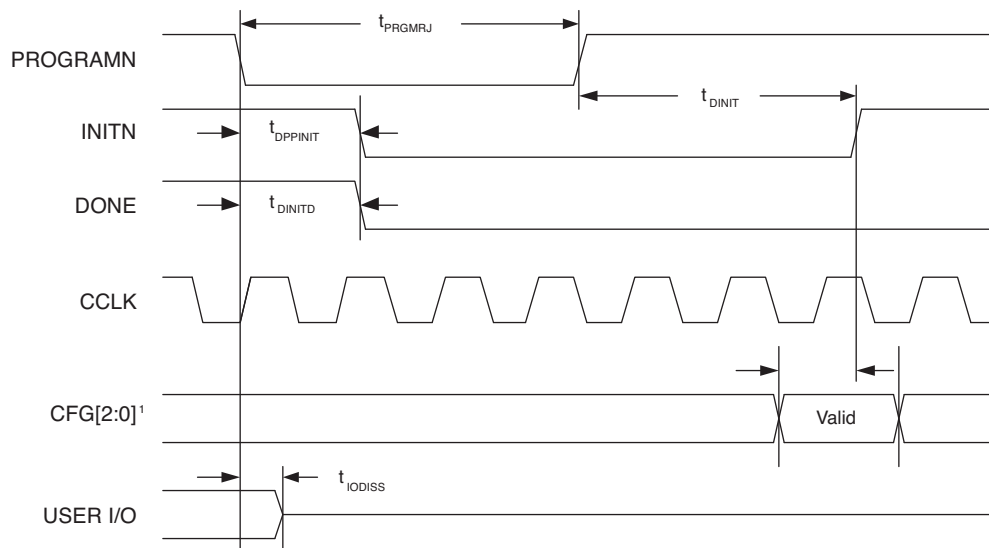 tPRGMRJ
PROGRAMN
tDINIT
INITN
tDPPINIT
DONE
tDINITD
CCLK
CFG[2:0]¹
Valid
tIODISS
USER I/O